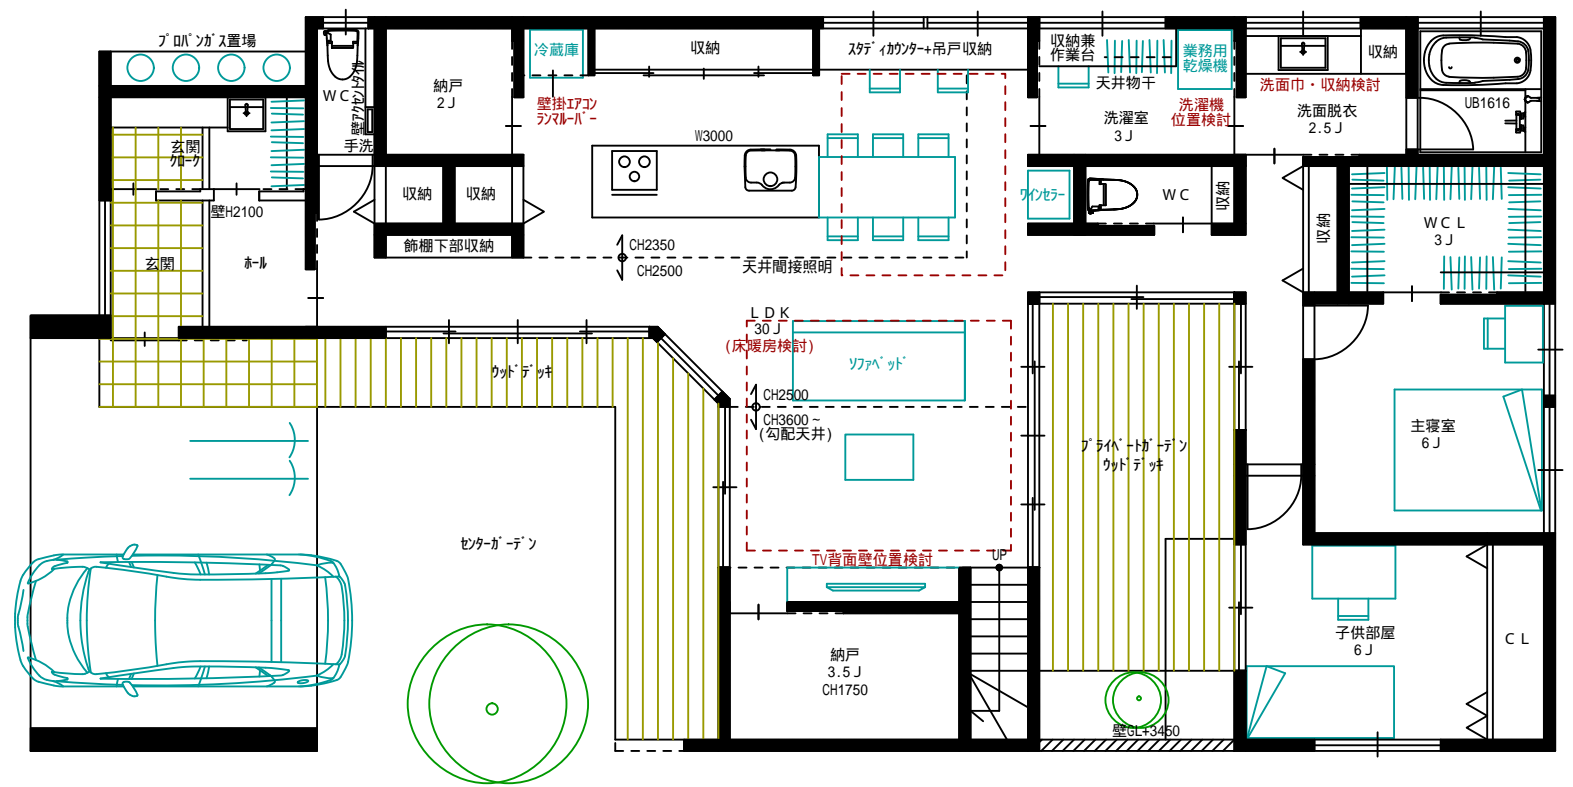 ﾌﾟﾛﾊﾟﾝｶﾞｽ置場
WC
壁アクセントタイル
手洗
納戸
2J
冷蔵庫
収納
壁掛エアコン
ランマルーバー
スタディカウンター+吊戸収納
収納兼
作業台
業務用
乾燥機
天井物干
洗濯機
位置検討
洗濯室
3J
収納
洗面巾・収納検討
洗面脱衣
2.5J
UB1616
玄関
クローク
壁H2100
玄関
ホール
収納
収納
飾棚下部収納
W3000
CH2350
CH2500
天井間接照明
ワインセラー
WC
収納
収納
WCL
3J
LDK
30J
(床暖房検討)
ソファベッド
CH2500
CH3600~
(勾配天井)
ウッドデッキ
プライベートガーデン
ウッドデッキ
主寝室
6J
センターガーデン
TV背面壁位置検討
UP
納戸
3.5J
CH1750
壁GL+3450
子供部屋
6J
CL